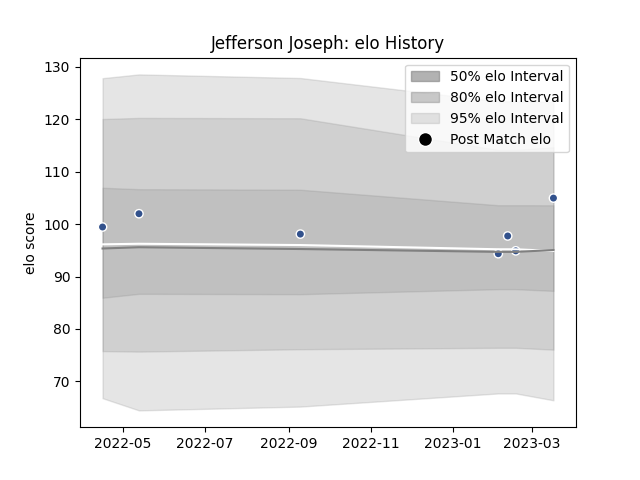 Jefferson Joseph: elo History
50% elo Interval
80% elo Interval
95% elo Interval
Post Match elo
elo score
130
120
110
100
90
80
70
2022-05 2022-07 2022-09 2022-11 2023-01 2023-03